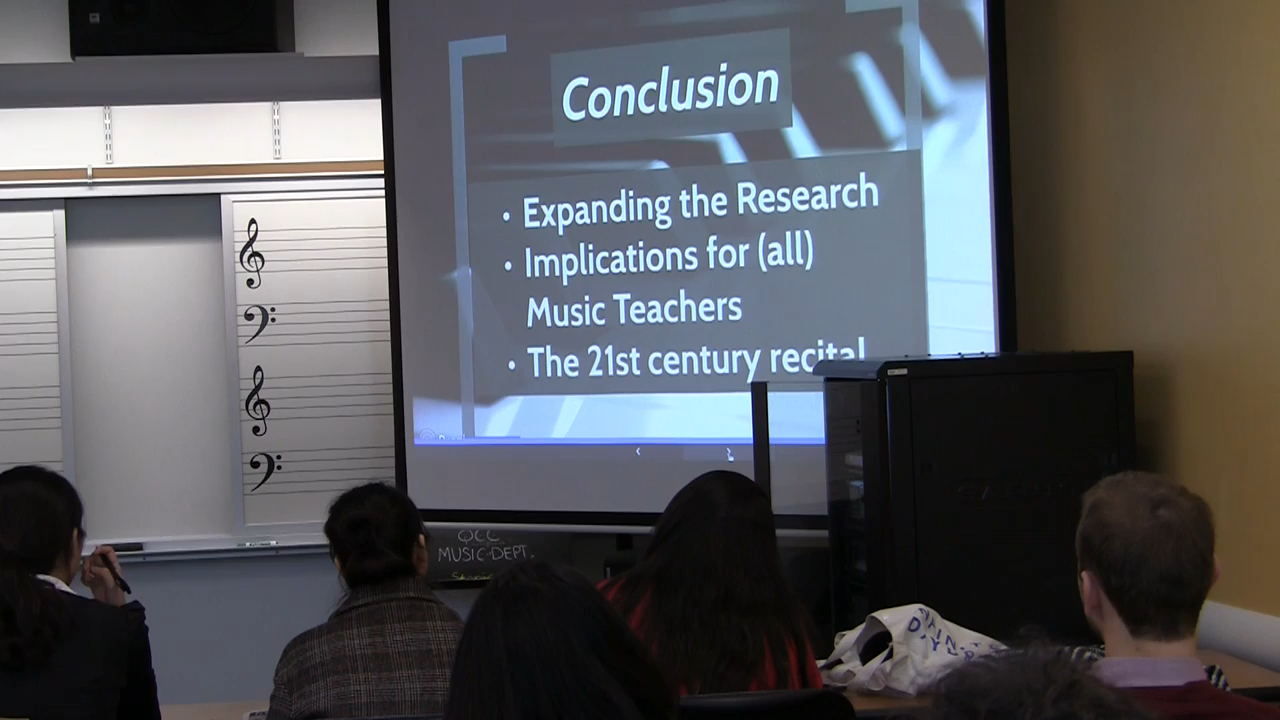 Conclusion
• Expanding the Research
• Implications for (all)
Music Teachers
• The 21st century recital
QCC
MUSIC DEPT.